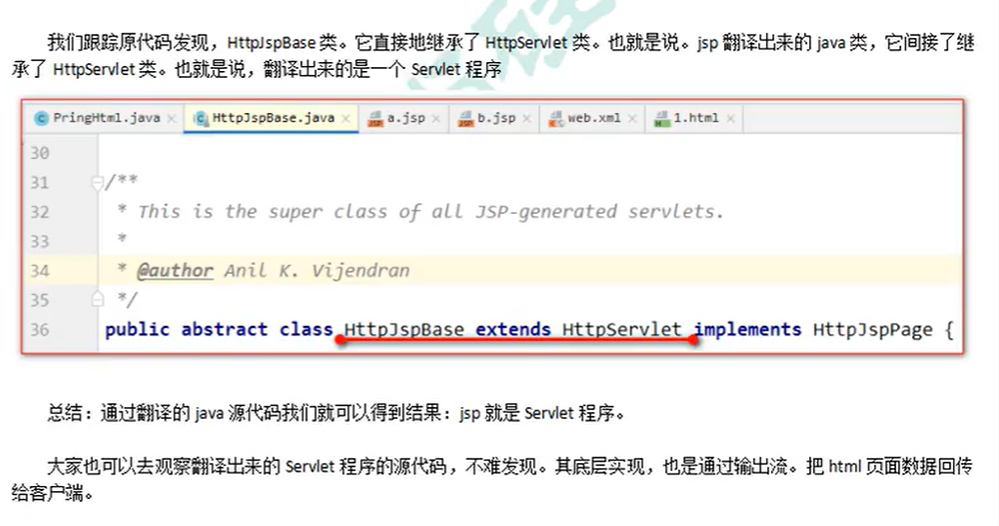 我们跟踪原代码发现，HttpJspBase 类。它直接地继承了 HttpServlet 类。也就是说。jsp 翻译出来的 java 类，它间接了继
承了 HttpServlet 类。也就是说，翻译出来的是一个 Servlet 程序
PringHtml.java × HttpJspBase.java × a.jsp × b.jsp × web.xml × 1.html ×
30
31 /**
32 * This is the super class of all JSP-generated servlets.
33 *
34 * @author Anil K. Vijendran
35 */
36 public abstract class HttpJspBase extends HttpServlet implements HttpJspPage {
总结：通过翻译的 java 源代码我们就可以得到结果：jsp 就是 Servlet 程序。
大家也可以去观察翻译出来的 Servlet 程序的源代码，不难发现。其底层实现，也是通过输出流。把 html 页面数据回传
给客户端。